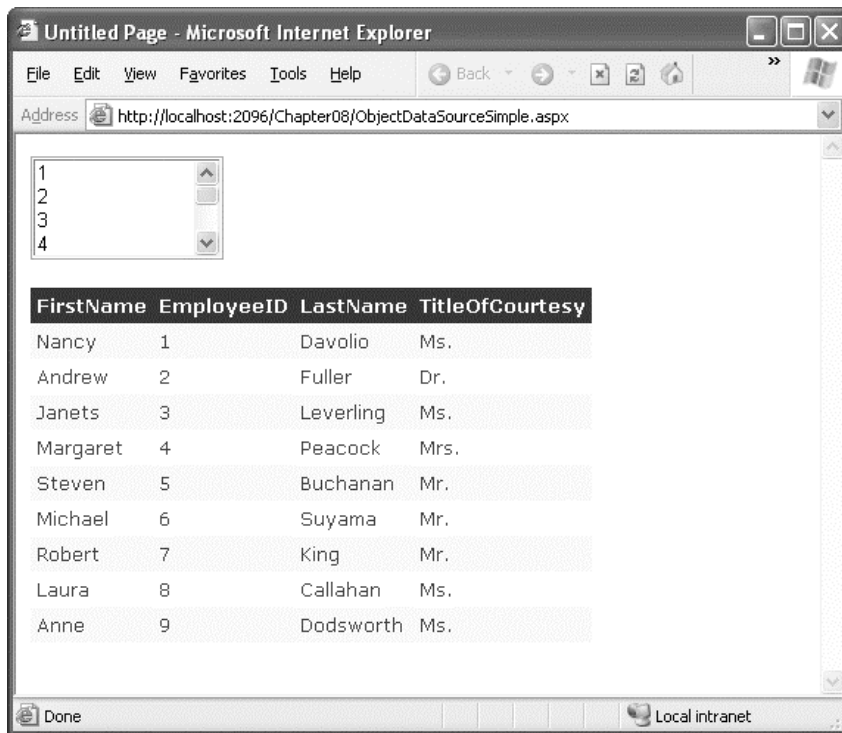 Untitled Page - Microsoft Internet Explorer
File Edit View Favorites Tools Help Back
Address http://localhost:2096/Chapter08/ObjectDataSourceSimple.aspx
1
2
3
4
FirstName EmployeeID LastName TitleOfCourtesy
Nancy 1 Davolio Ms.
Andrew 2 Fuller Dr.
Janets 3 Leverling Ms.
Margaret 4 Peacock Mrs.
Steven 5 Buchanan Mr.
Michael 6 Suyama Mr.
Robert 7 King Mr.
Laura 8 Callahan Ms.
Anne 9 Dodsworth Ms.
Done Local intranet